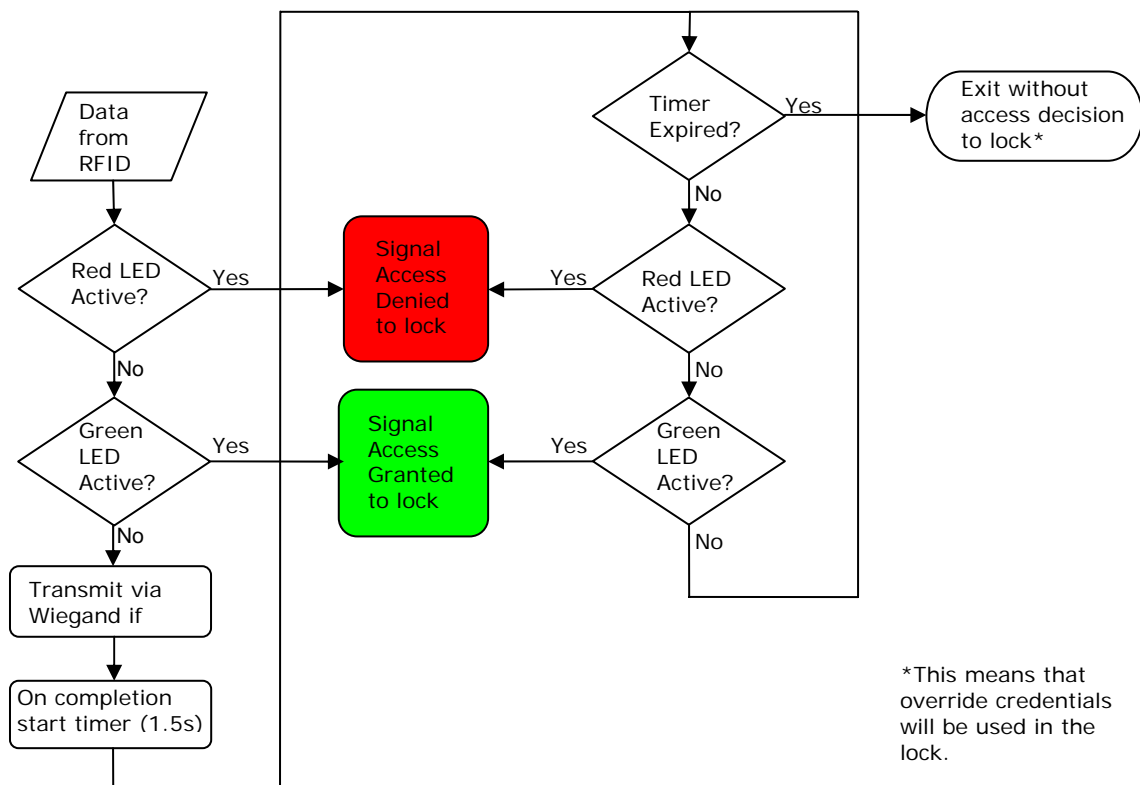 Data
from
RFID
Red LED
Active?
Yes
No
Green
LED
Active?
Yes
No
Transmit via
Wiegand if
On completion
start timer (1.5s)
Signal
Access
Denied
to lock
Signal
Access
Granted
to lock
Timer
Expired?
Yes
No
Exit without
access decision
to lock*
Red LED
Active?
Yes
No
Green
LED
Active?
Yes
No
*This means that
override credentials
will be used in the
lock.